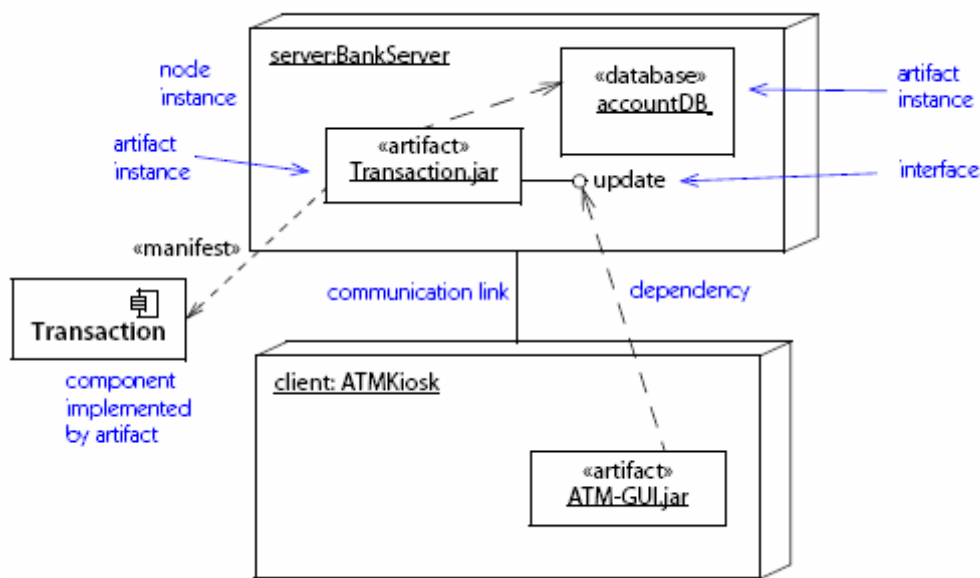 server:BankServer
node
instance
«database»
accountDB
artifact
instance
artifact
instance
«artifact»
Transaction.jar
update
interface
«manifest»
communication link
dependency
Transaction
component
implemented
by artifact
client: ATMKiosk
«artifact»
ATM-GUI.jar